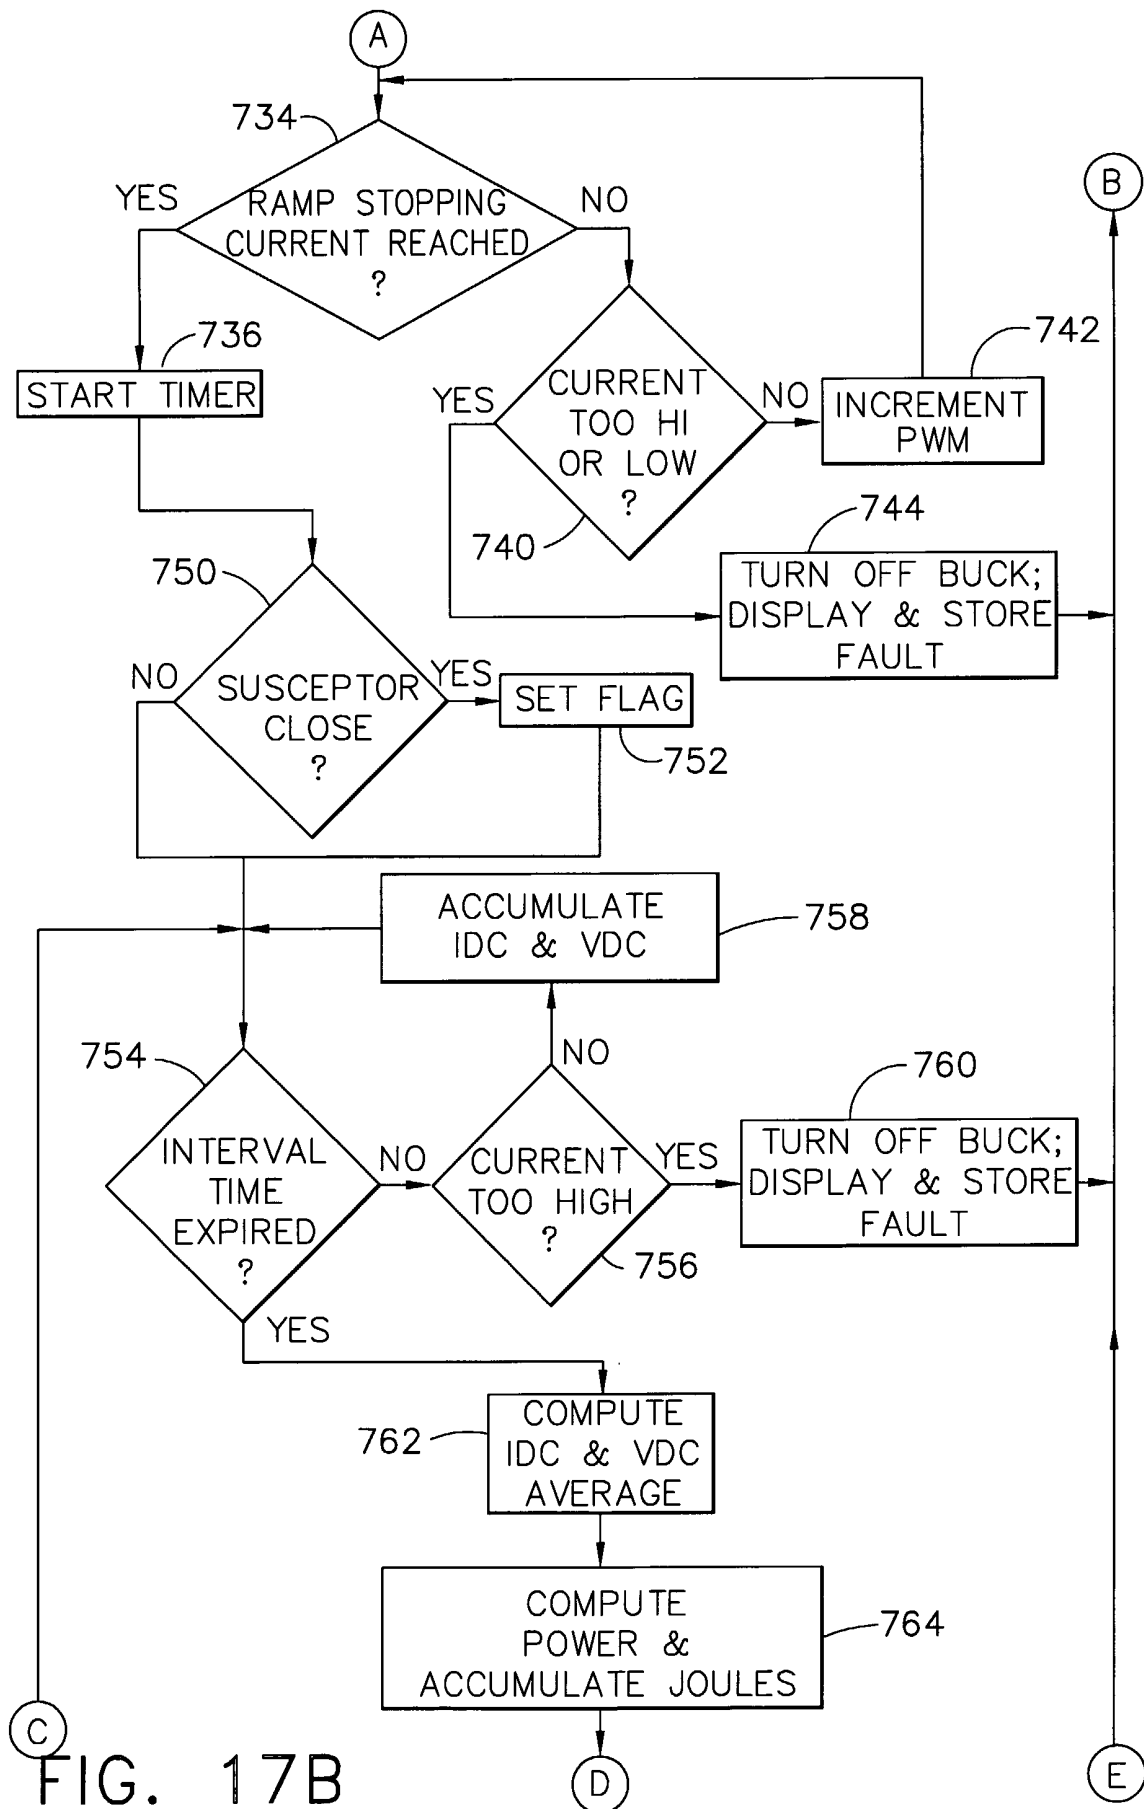 A
734
B
YES
RAMP STOPPING
CURRENT REACHED
?
NO
736
START TIMER
742
CURRENT
TOO HI
OR LOW
?
YES
NO
INCREMENT
PWM
740
744
TURN OFF BUCK;
DISPLAY & STORE
FAULT
750
NO
SUSCEPTOR
CLOSE
?
YES
SET FLAG
752
ACCUMULATE
IDC & VDC
758
754
NO
760
INTERVAL
TIME
EXPIRED
?
NO
CURRENT
TOO HIGH
?
YES
TURN OFF BUCK;
DISPLAY & STORE
FAULT
756
YES
762
COMPUTE
IDC & VDC
AVERAGE
COMPUTE
POWER &
ACCUMULATE JOULES
764
C
D
E
FIG. 17B